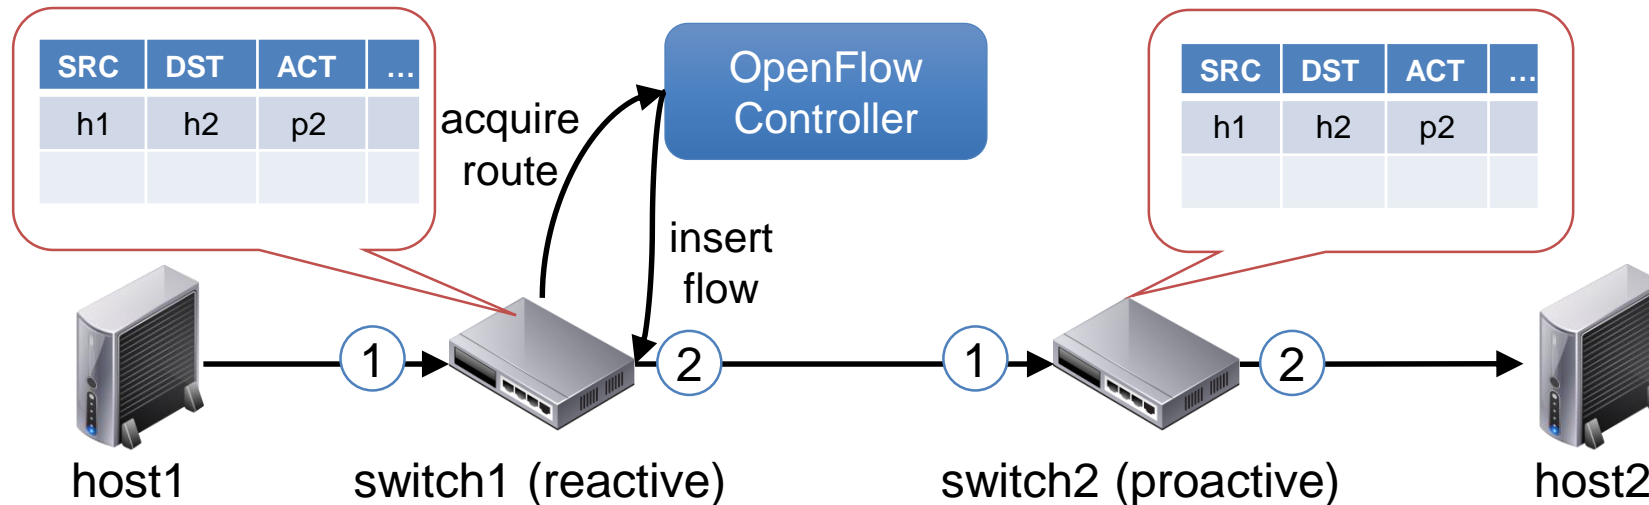 SRC DST ACT …
h1 h2 p2
acquire
route
OpenFlow
Controller
insert
flow
SRC DST ACT …
h1 h2 p2
1
2
1
2
host1
switch1 (reactive)
switch2 (proactive)
host2